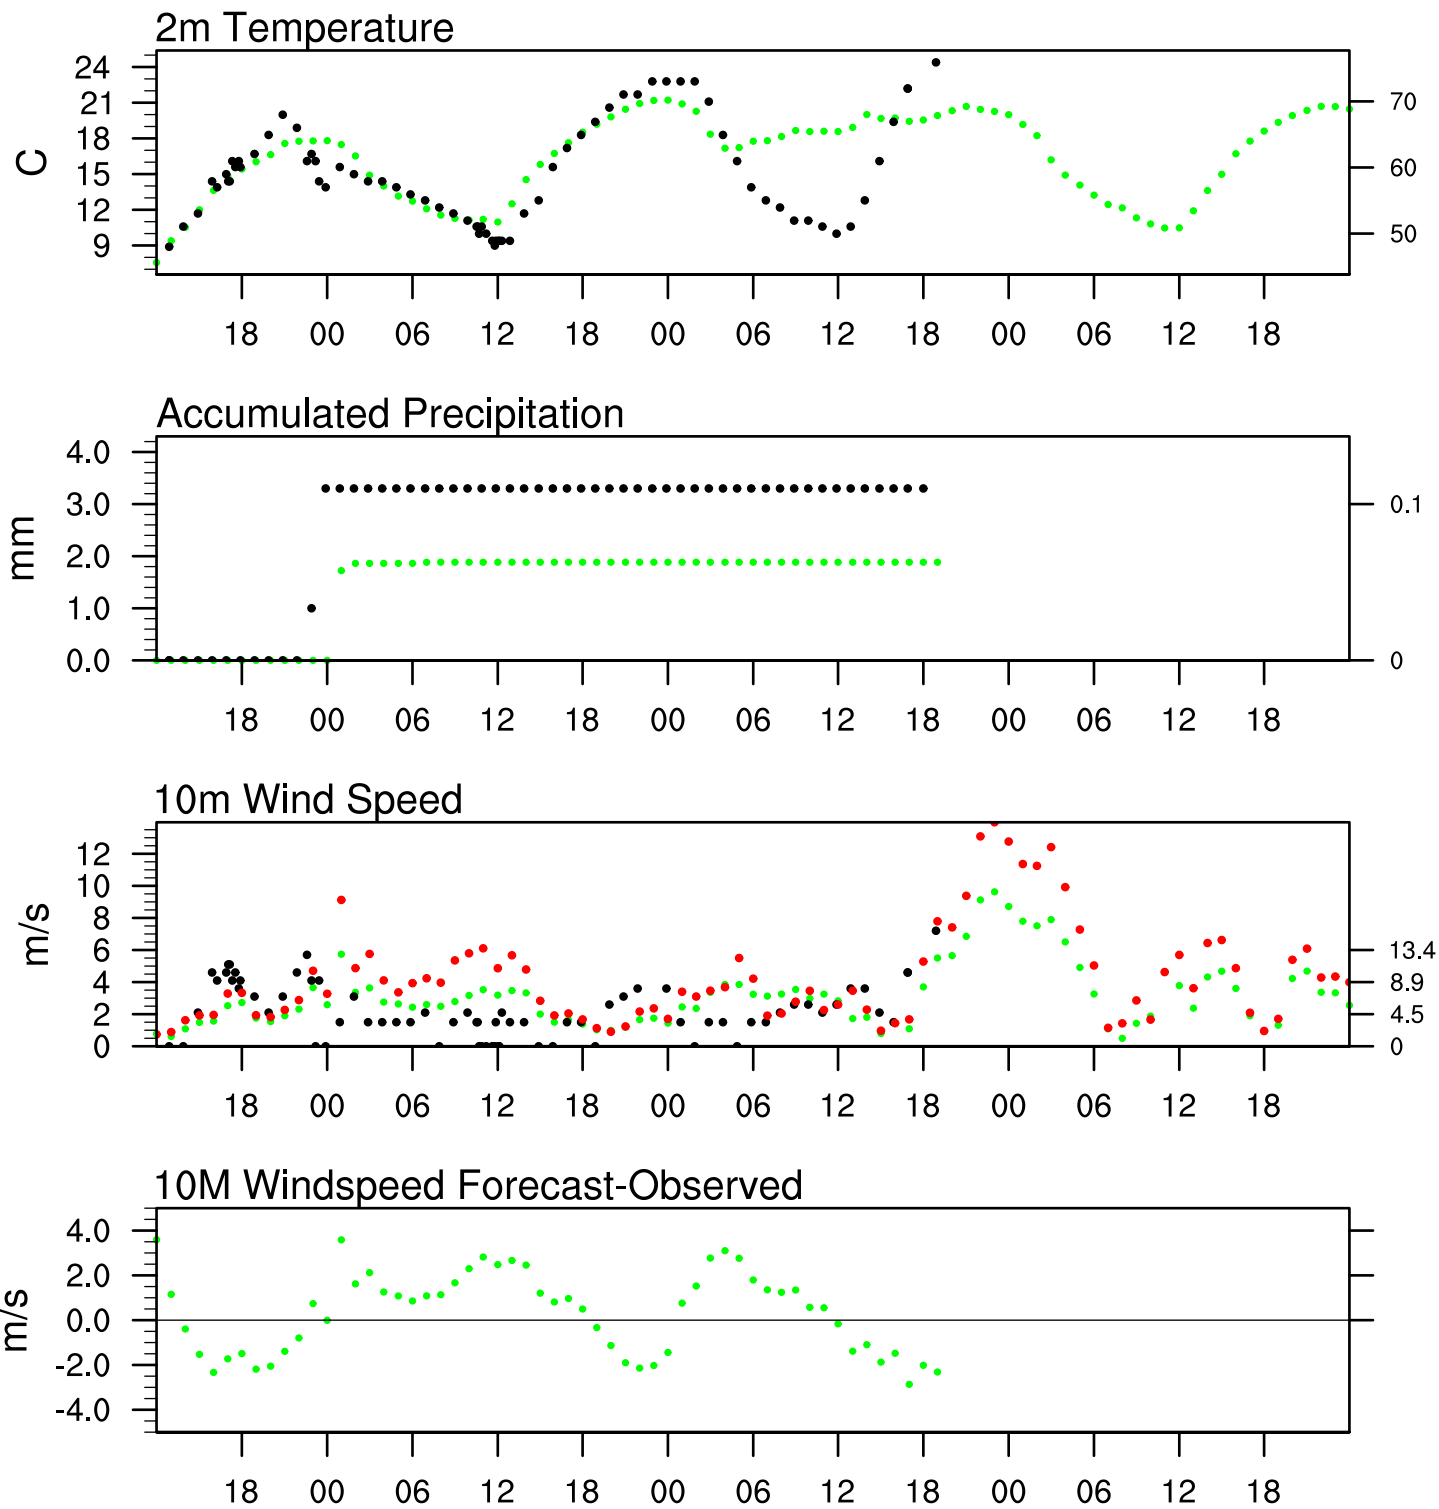 2m Temperature
24
21
18
15
12
9
C
70
60
50
18 00 06 12 18 00 06 12 18 00 06 12 18
Accumulated Precipitation
4.0
3.0
2.0
1.0
0.0
mm
0.1
0
18 00 06 12 18 00 06 12 18 00 06 12 18
10m Wind Speed
12
10
8
6
4
2
0
m/s
13.4
8.9
4.5
0
18 00 06 12 18 00 06 12 18 00 06 12 18
10M Windspeed Forecast-Observed
4.0
2.0
0.0
-2.0
-4.0
m/s
18 00 06 12 18 00 06 12 18 00 06 12 18